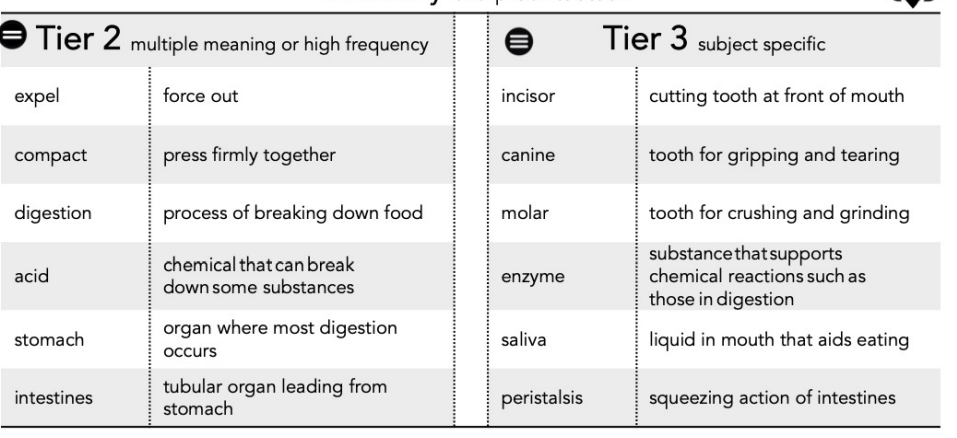 Tier 2 multiple meaning or high frequency
expel force out
compact press firmly together
digestion process of breaking down food
acid chemical that can break
down some substances
stomach organ where most digestion
occurs
intestines tubular organ leading from
stomach
Tier 3 subject specific
incisor cutting tooth at front of mouth
canine tooth for gripping and tearing
molar tooth for crushing and grinding
enzyme substance that supports
chemical reactions such as
those in digestion
saliva liquid in mouth that aids eating
peristalsis squeezing action of intestines